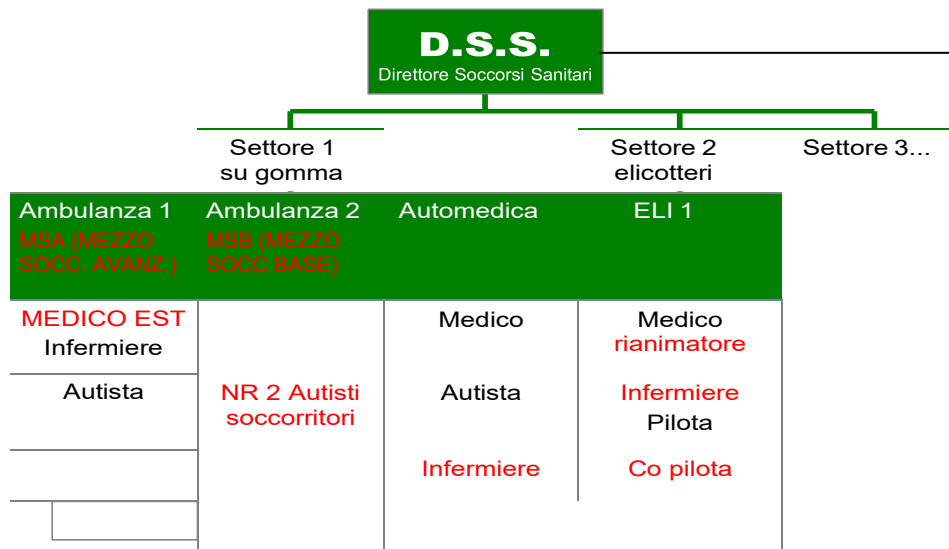 D.S.S.
Direttore Soccorsi Sanitari
Settore 1
su gomma
Settore 2
elicotteri
Settore 3...
Ambulanza 1
MSA (MEZZO
SOCC. AVANZ.)
Ambulanza 2
MSB (MEZZO
SOCC BASE)
Automedica
ELI 1
MEDICO EST
Infermiere
Medico
Medico
rianimatore
Autista
NR 2 Autisti
soccorritori
Autista
Infermiere
Pilota
Infermiere
Co pilota